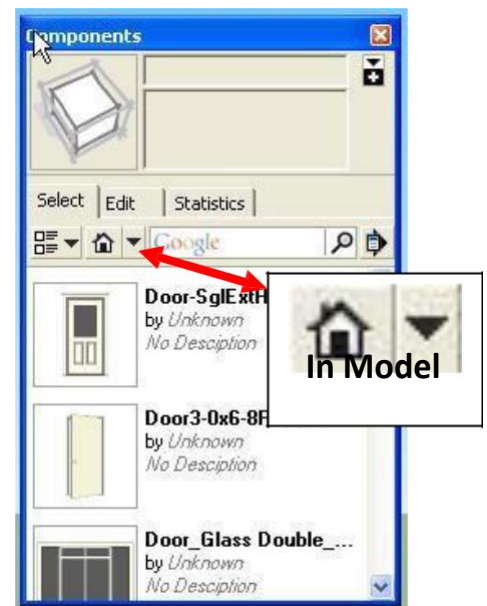 Components
Select Edit Statistics
Google
Door-SglExtH
by Unknown
No Desciption
In Model
Door3-0x6-8F
by Unknown
No Desciption
Door_Glass Double_...
by Unknown
No Desciption